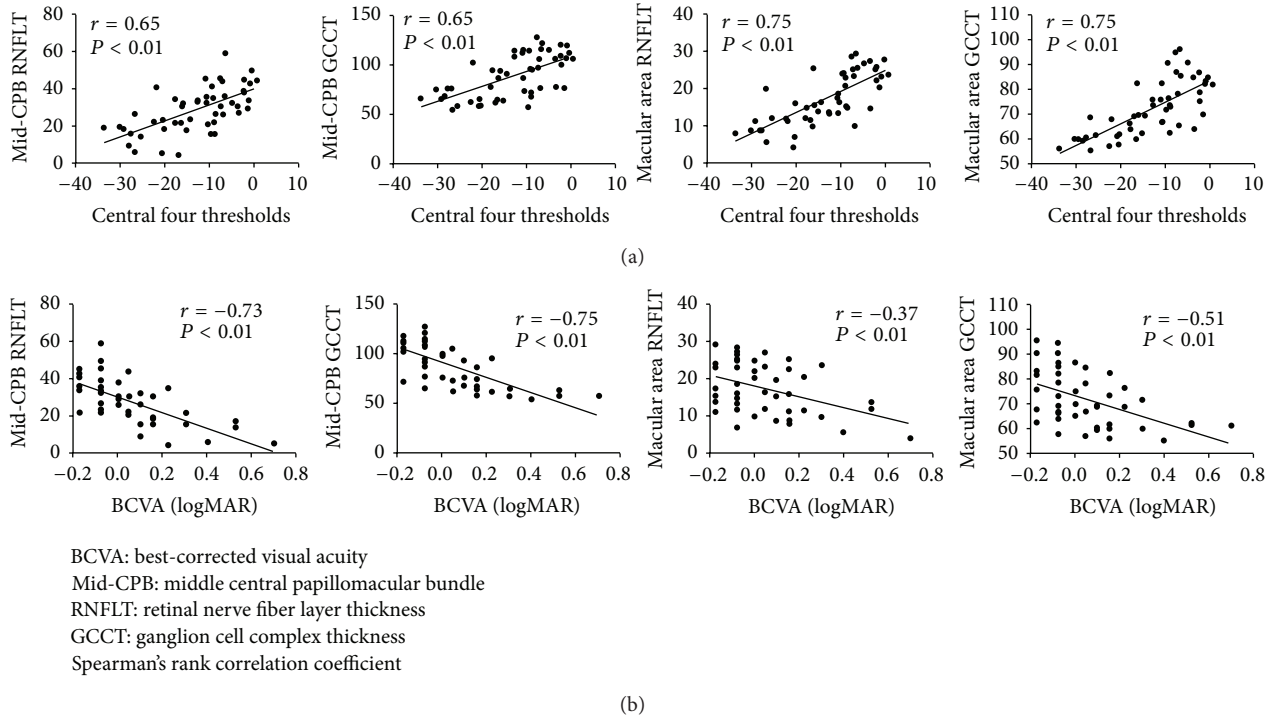 Mid-CPB RNFLT
80
60
40
20
0
r = 0.65
P < 0.01
−40 −30 −20 −10 0 10
Central four thresholds
Mid-CPB GCCT
150
100
50
0
r = 0.65
P < 0.01
−40 −30 −20 −10 0 10
Central four thresholds
Macular area RNFLT
40
30
20
10
0
r = 0.75
P < 0.01
−40 −30 −20 −10 0 10
Central four thresholds
Macular area GCCT
110
100
90
80
70
60
50
r = 0.75
P < 0.01
−40 −30 −20 −10 0 10
Central four thresholds
(a)
Mid-CPB RNFLT
80
60
40
20
0
r = −0.73
P < 0.01
−0.2 0.0 0.2 0.4 0.6 0.8
BCVA (logMAR)
Mid-CPB GCCT
150
100
50
0
r = −0.75
P < 0.01
−0.2 0.0 0.2 0.4 0.6 0.8
BCVA (logMAR)
Macular area RNFLT
40
30
20
10
0
r = −0.37
P < 0.01
−0.2 0.0 0.2 0.4 0.6 0.8
BCVA (logMAR)
Macular area GCCT
110
100
90
80
70
60
50
r = −0.51
P < 0.01
−0.2 0.0 0.2 0.4 0.6 0.8
BCVA (logMAR)
BCVA: best-corrected visual acuity
Mid-CPB: middle central papillomacular bundle
RNFLT: retinal nerve fiber layer thickness
GCCT: ganglion cell complex thickness
Spearman's rank correlation coefficient
(b)